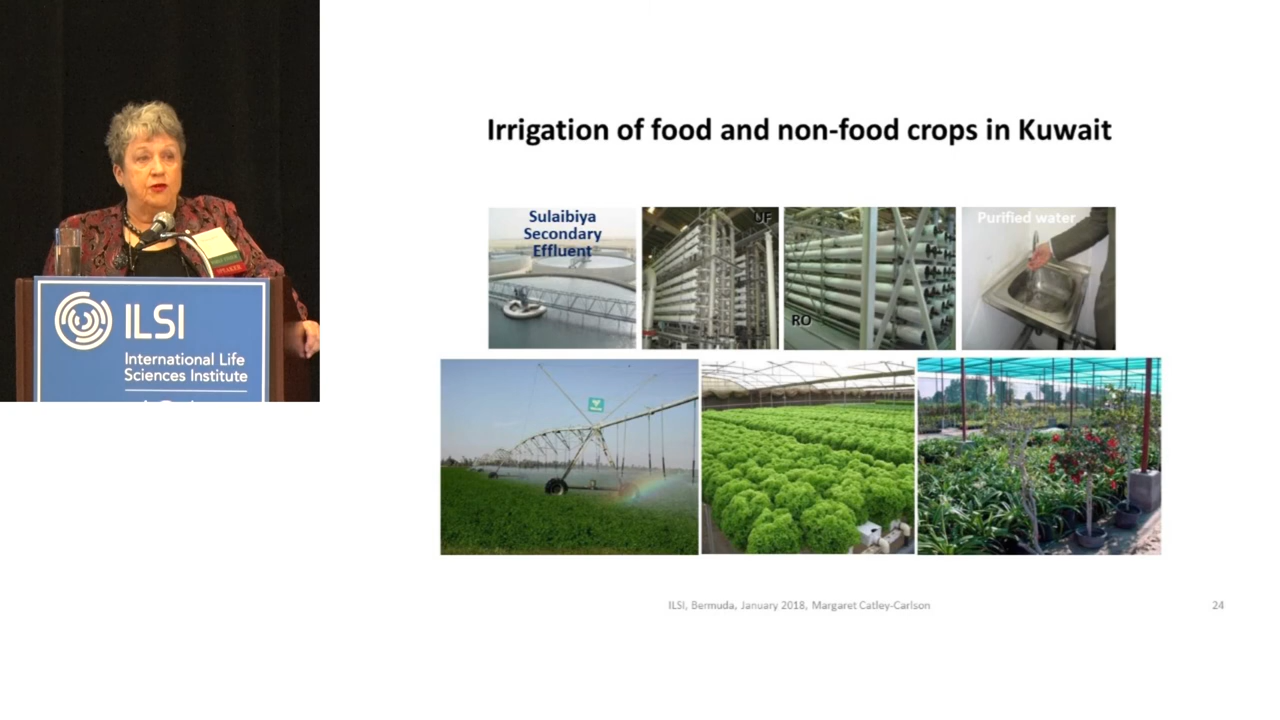 Irrigation of food and non-food crops in Kuwait
Sulaibiya
Secondary
Effluent
UF
RO
Purified water
ILSI
International Life
Sciences Institute
SPEAKER
ILSI, Bermuda, January 2018, Margaret Catley-Carlson
24